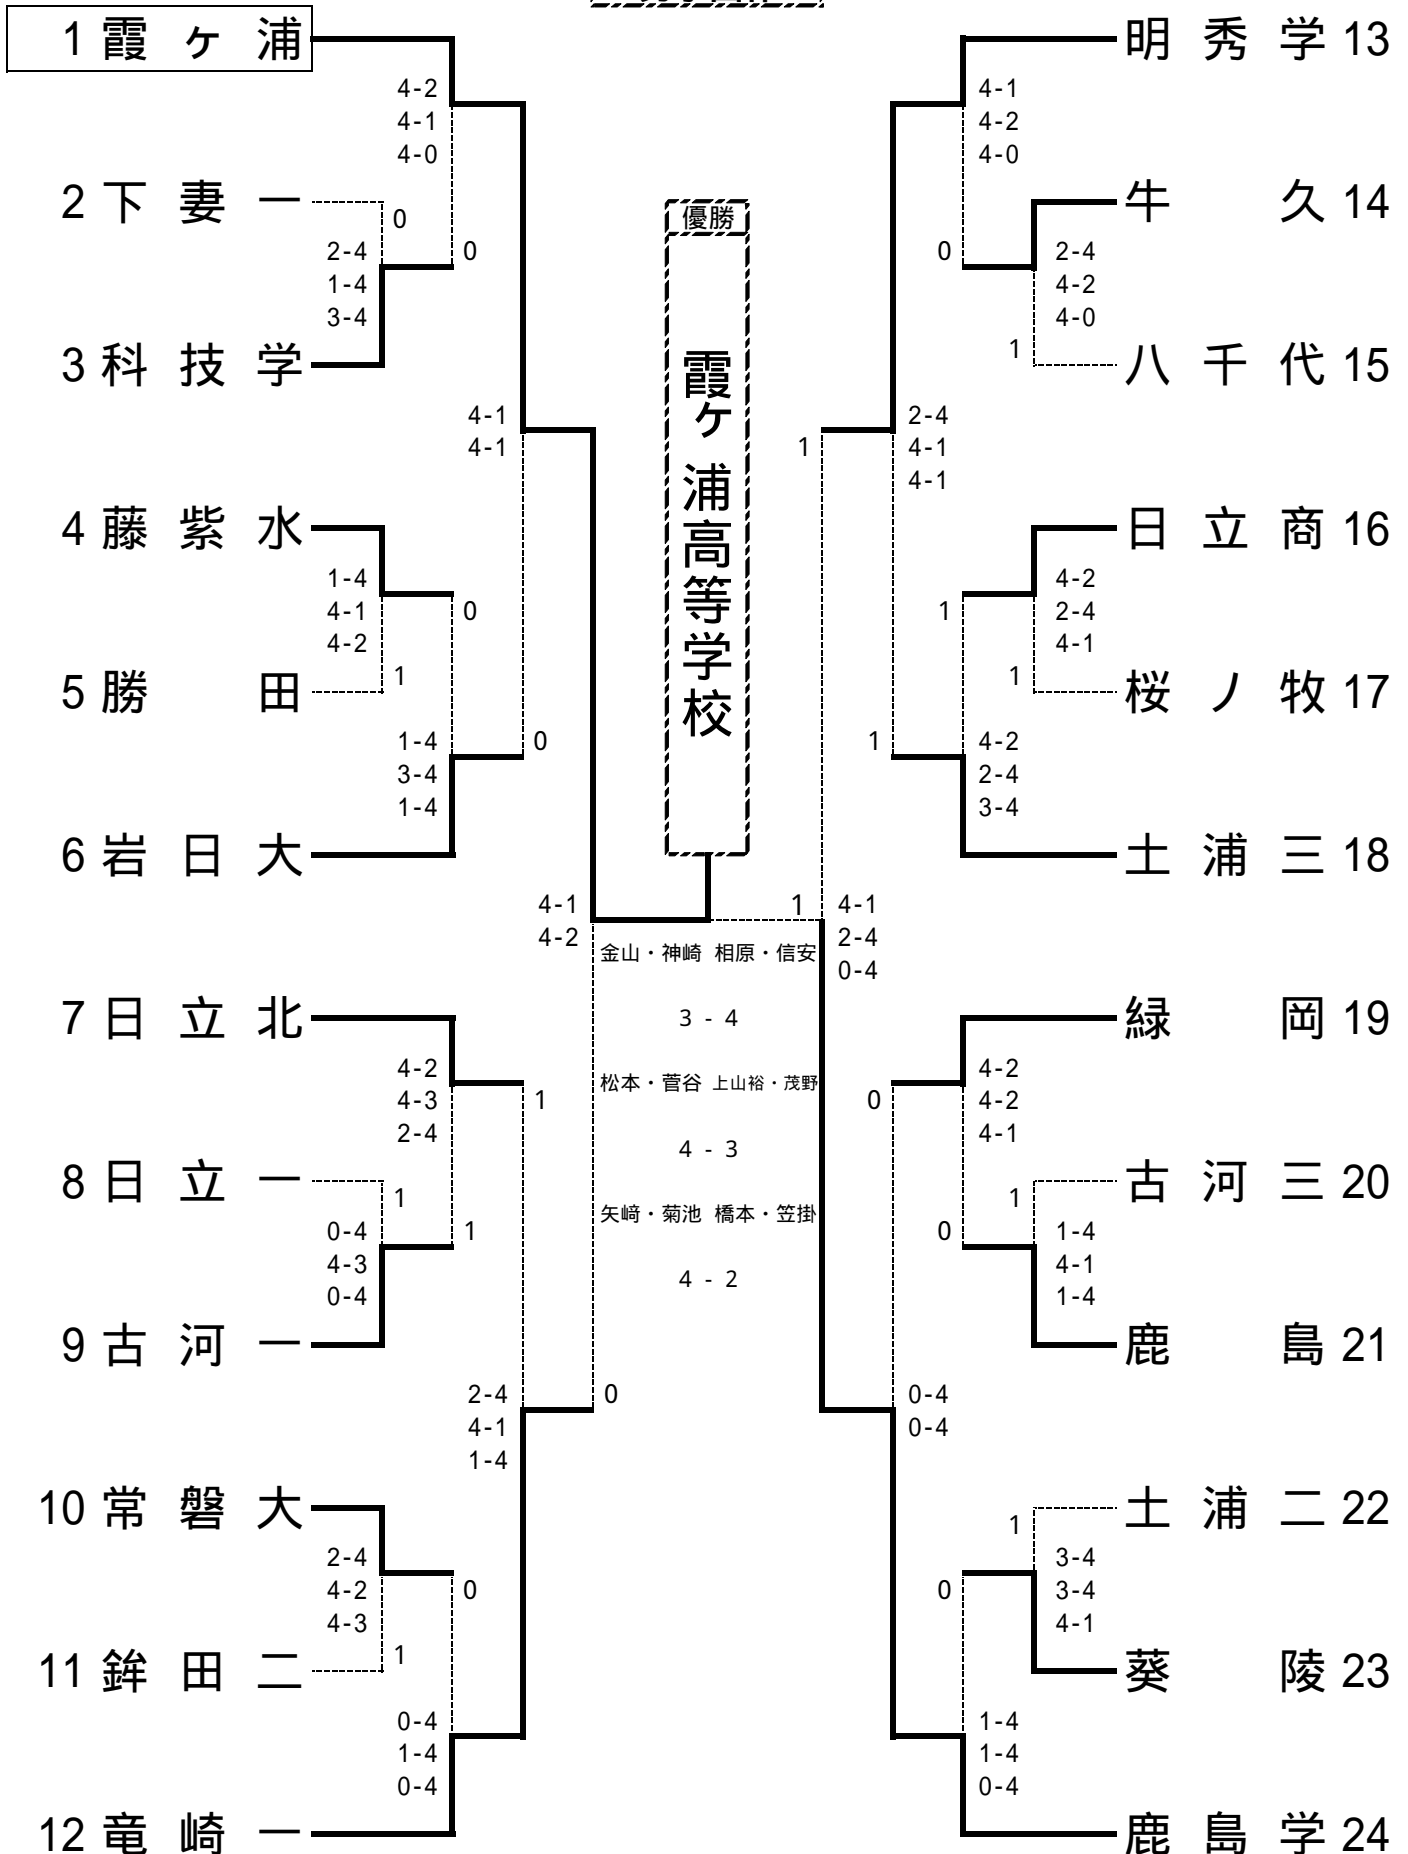 1 霞ヶ浦
4-2
4-1
4-0
2 下妻一
0
2-4
1-4
3-4
0
3 科技学
4-1
4-1
4 藤紫水
1-4
4-1
4-2
0
1
5 勝田
1-4
3-4
1-4
0
6 岩日大
4-1
4-2
7 日立北
4-2
4-3
2-4
1
8 日立一
1
0-4
4-3
0-4
1
9 古河一
2-4
4-1
1-4
0
10 常磐大
2-4
4-2
4-3
0
1
11 鉾田二
0-4
1-4
0-4
12 竜崎一
優勝
霞ヶ浦高等学校
1
金山・神崎 相原・信安
3 - 4
松本・菅谷 上山裕・茂野
4 - 3
矢﨑・菊池 橋本・笠掛
4 - 2
明秀学 13
4-1
4-2
4-0
牛久 14
0
2-4
4-2
4-0
1
八千代 15
1
2-4
4-1
4-1
日立商 16
4-2
2-4
4-1
1
1
桜ノ牧 17
1
4-2
2-4
3-4
土浦三 18
4-1
2-4
0-4
緑岡 19
4-2
4-2
4-1
0
古河三 20
1
1-4
4-1
1-4
0
鹿島 21
0-4
0-4
土浦二 22
1
3-4
3-4
4-1
0
葵陵 23
1-4
1-4
0-4
鹿島学 24